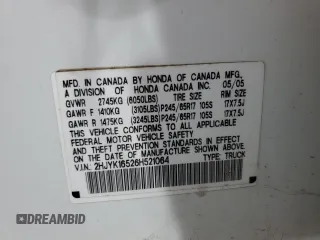 MFD. IN CANADA BY HONDA OF CANADA MFG.,
A DIVISION OF HONDA CANADA INC. 05/05
GVWR 2745KG (6050LBS) TIRE SIZE RIM SIZE
GAWR F 1410KG (3105LBS) P245/65R17 105S 17X7.5J
GAWR R 1475KG (3245LBS) P245/65R17 105S 17X7.5J
THIS VEHICLE CONFORMS TO ALL APPLICABLE
FEDERAL MOTOR VEHICLE SAFETY
STANDARDS IN EFFECT ON THE DATE OF
MANUFACTURE SHOWN ABOVE.
V.I.N.: 2HJYK16526H521064 TYPE: TRUCK
© DREAMBID
DREAMBID.COM